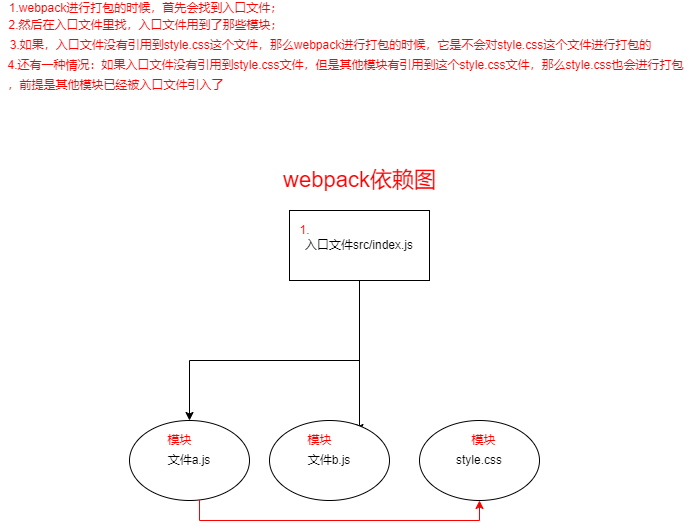 1.webpack进行打包的时候，首先会找到入口文件；
2.然后在入口文件里找，入口文件用到了那些模块；
3.如果，入口文件没有引用到style.css这个文件，那么webpack进行打包的时候，它是不会对style.css这个文件进行打包的
4.还有一种情况：如果入口文件没有引用到style.css文件，但是其他模块有引用到这个style.css文件，那么style.css也会进行打包
，前提是其他模块已经被入口文件引入了
webpack依赖图
1.
入口文件src/index.js
模块
文件a.js
模块
文件b.js
模块
style.css